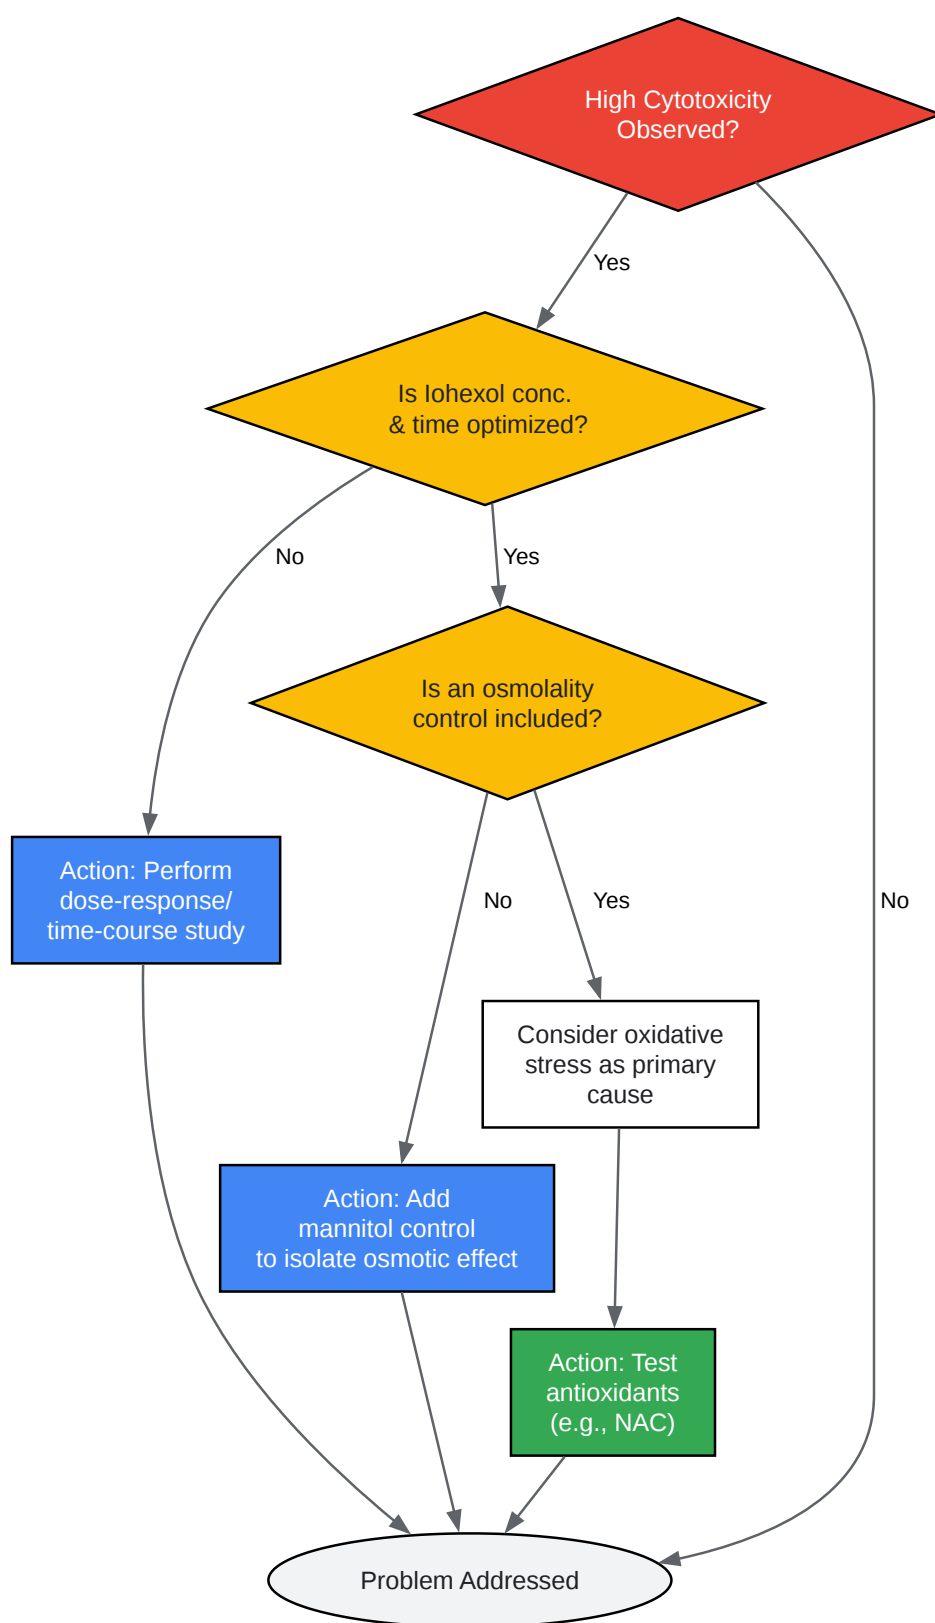 High Cytotoxicity
Observed?
Yes
Is Iohexol conc.
& time optimized?
No
Yes
Is an osmolality
control included?
Action: Perform
dose-response/
time-course study
No
Yes
No
Consider oxidative
stress as primary
cause
Action: Add
mannitol control
to isolate osmotic effect
Action: Test
antioxidants
(e.g., NAC)
Problem Addressed